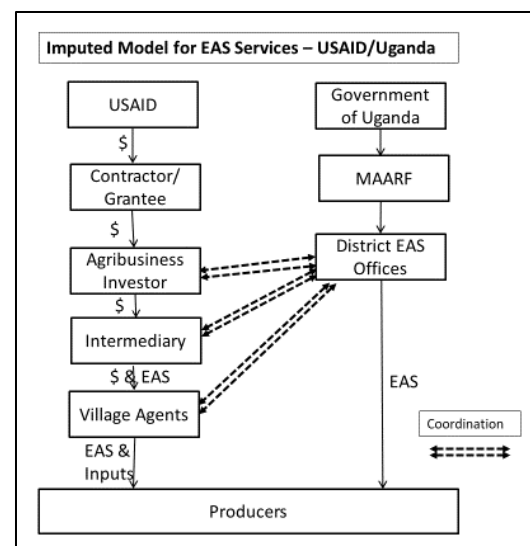 Imputed Model for EAS Services – USAID/Uganda
USAID
Government
of Uganda
$
Contractor/
Grantee
MAARF
$
Agribusiness
Investor
District EAS
Offices
$
Intermediary
$ & EAS
EAS
Village Agents
Coordination
EAS &
Inputs
Producers